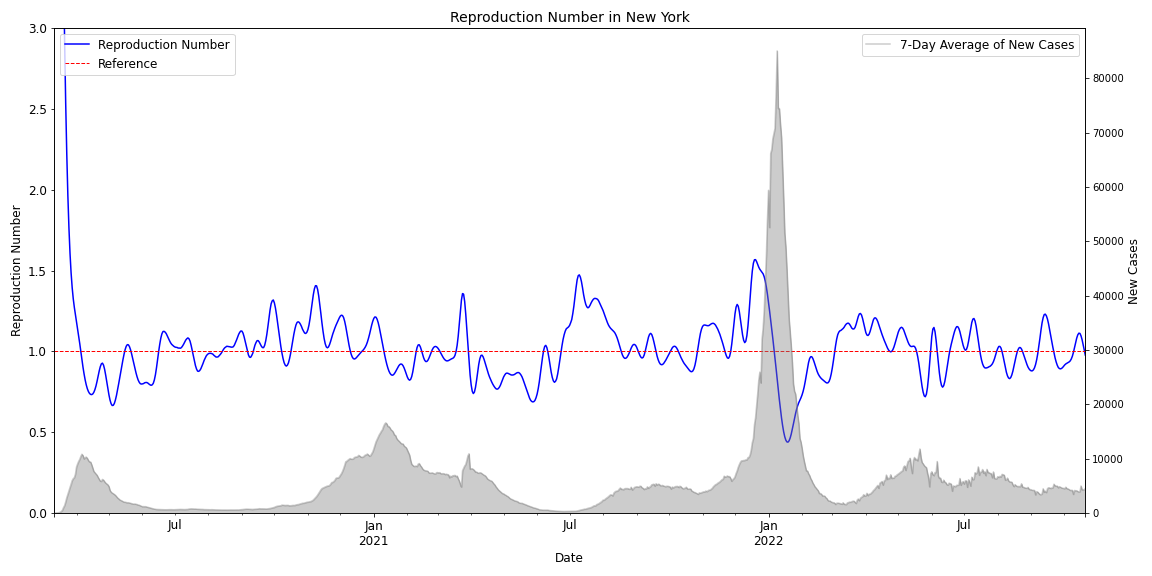 Reproduction Number in New York
Reproduction Number
Reference
7-Day Average of New Cases
3.0
2.5
2.0
1.5
1.0
0.5
0.0
Reproduction Number
80000
70000
60000
50000
40000
30000
20000
10000
0
New Cases
Jul
Jan
2021
Jul
Jan
2022
Jul
Date